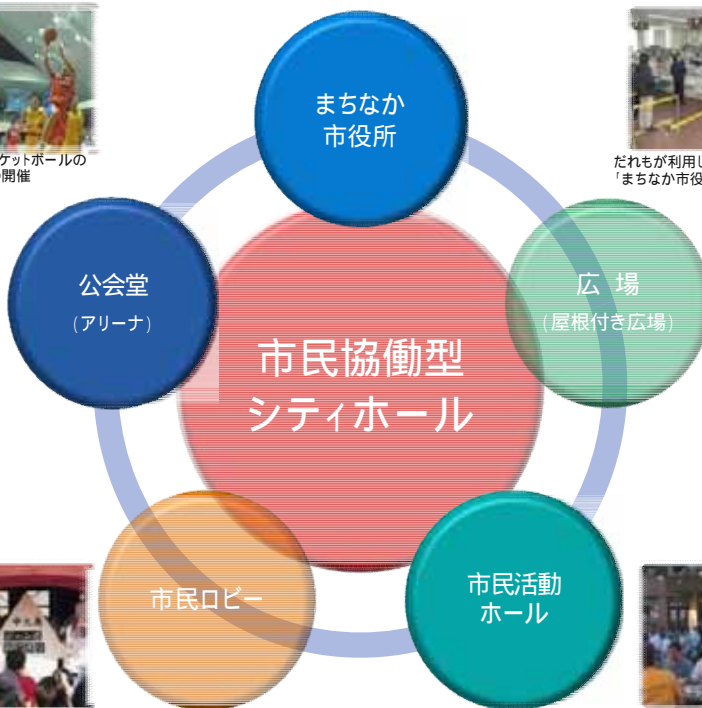 まちなか
市役所
ケットボールの
開催
だれもが利用し
「まちなか市役
公会堂
(アリーナ)
広 場
(屋根付き広場)
市民協働型
シティホール
市民ロビー
市民活動
ホール